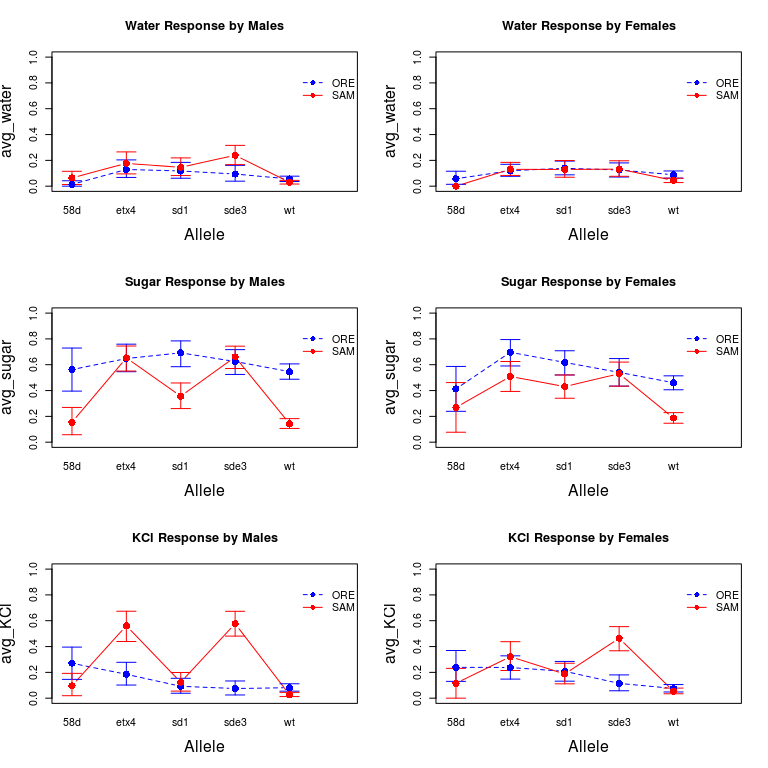 Water Response by Males
avg_water
1.0
0.8
0.6
0.4
0.2
0.0
ORE
SAM
58d etx4 sd1 sde3 wt
Allele
Water Response by Females
avg_water
1.0
0.8
0.6
0.4
0.2
0.0
ORE
SAM
58d etx4 sd1 sde3 wt
Allele
Sugar Response by Males
avg_sugar
1.0
0.8
0.6
0.4
0.2
0.0
ORE
SAM
58d etx4 sd1 sde3 wt
Allele
Sugar Response by Females
avg_sugar
1.0
0.8
0.6
0.4
0.2
0.0
ORE
SAM
58d etx4 sd1 sde3 wt
Allele
KCl Response by Males
avg_KCl
1.0
0.8
0.6
0.4
0.2
0.0
ORE
SAM
58d etx4 sd1 sde3 wt
Allele
KCl Response by Females
avg_KCl
1.0
0.8
0.6
0.4
0.2
0.0
ORE
SAM
58d etx4 sd1 sde3 wt
Allele